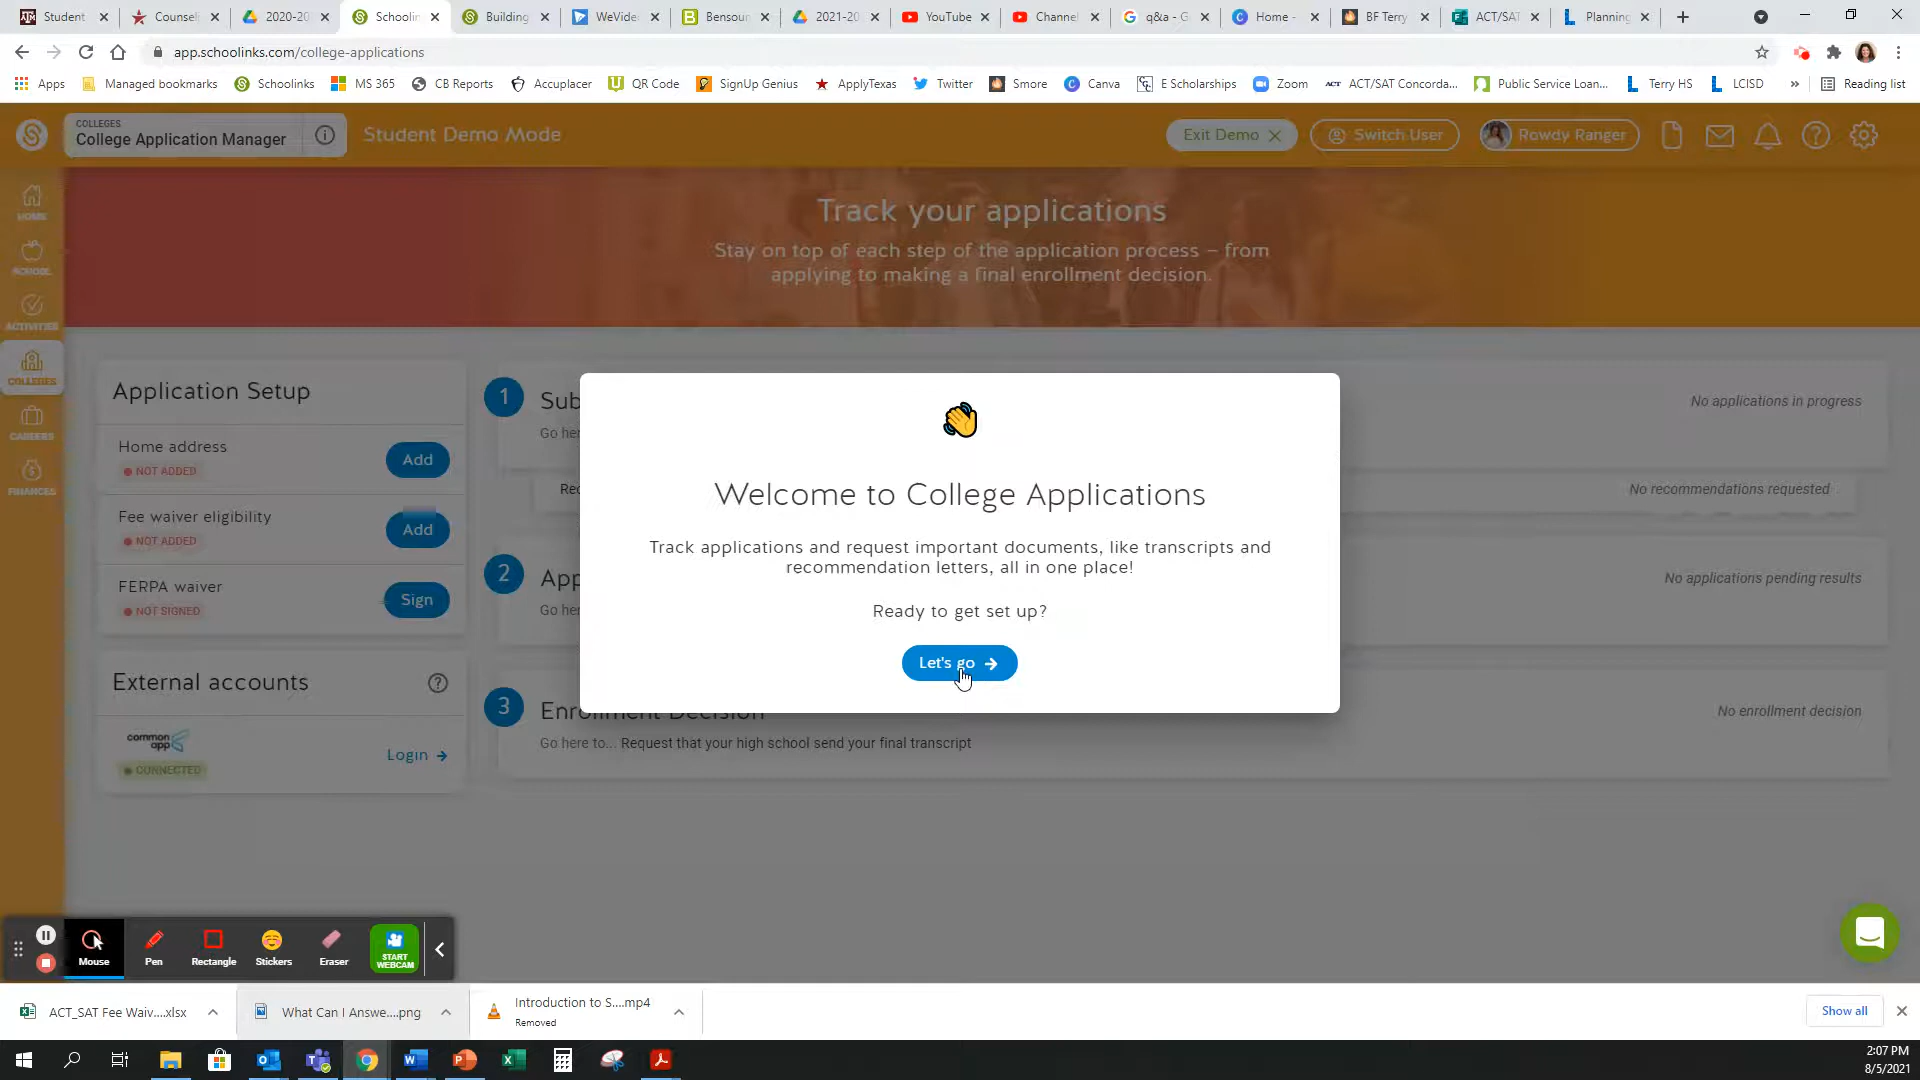 Student
Counsel
2020-20
Schoolin
Building
WeVide
Bensou
2021-20
YouTube
Channel
q&a - G
Home -
BF Terry
ACT/SAT
Planning
app.schoolinks.com/college-applications
Apps
Managed bookmarks
Schoolinks
MS 365
CB Reports
Accuplacer
QR Code
SignUp Genius
ApplyTexas
Twitter
Smore
Canva
E Scholarships
Zoom
ACT/SAT Concorda...
Public Service Loan...
Terry HS
LCISD
»
Reading list
COLLEGES
College Application Manager
Student Demo Mode
Exit Demo
Switch User
Rowdy Ranger
HOME
SCHOOL
ACTIVITIES
COLLEGES
CAREERS
FINANCES
Track your applications
Stay on top of each step of the application process – from
applying to making a final enrollment decision.
Application Setup
Home address
NOT ADDED
Add
Fee waiver eligibility
NOT ADDED
Add
FERPA waiver
NOT SIGNED
Sign
External accounts
common app
CONNECTED
Login
1
Sub
Go her
No applications in progress
Rec
No recommendations requested
2
App
Go her
No applications pending results
3
Enrollment Decision
No enrollment decision
Go here to... Request that your high school send your final transcript
Welcome to College Applications
Track applications and request important documents, like transcripts and
recommendation letters, all in one place!
Ready to get set up?
Let's go
Mouse
Pen
Rectangle
Stickers
Eraser
START
WEBCAM
ACT_SAT Fee Waiv....xlsx
What Can I Answe....png
Introduction to S....mp4
Removed
Show all
2:07 PM
8/5/2021